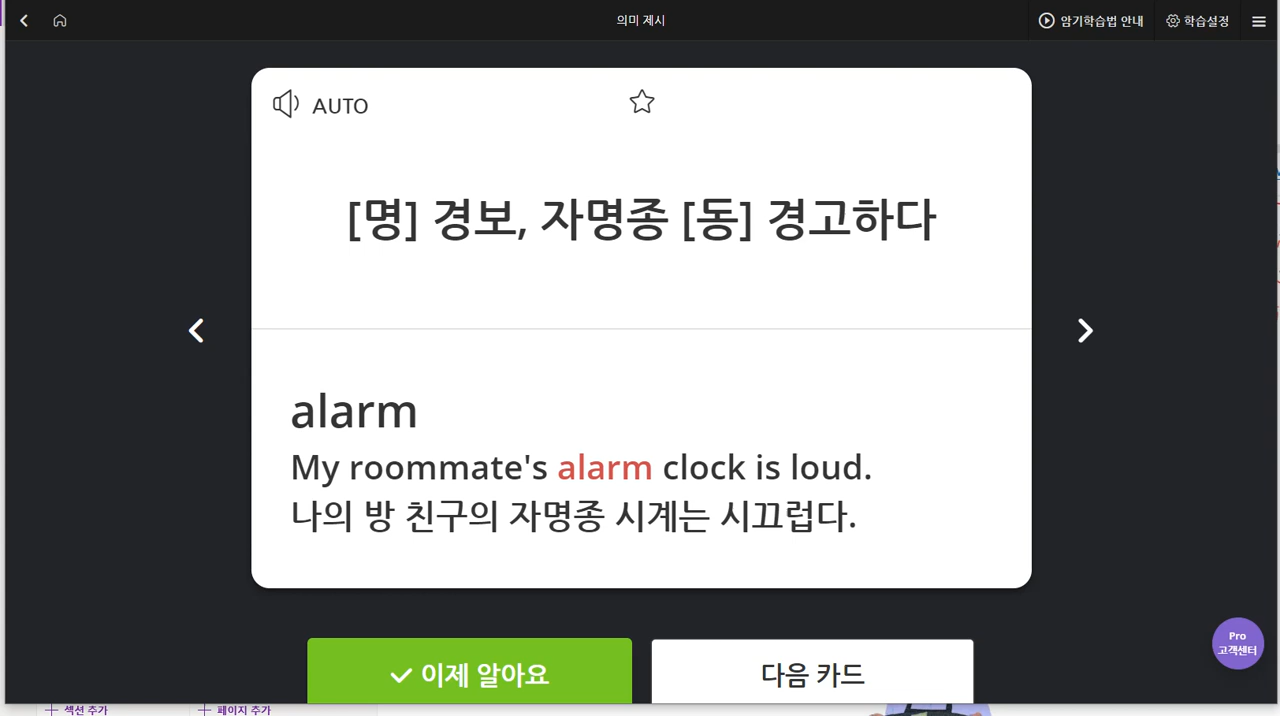 의미 제시
암기학습법 안내
학습설정
AUTO
[명] 경보, 자명종 [동] 경고하다
alarm
My roommate's alarm clock is loud.
나의 방 친구의 자명종 시계는 시끄럽다.
Pro
고객센터
이제 알아요
다음 카드
섹션 추가
페이지 추가